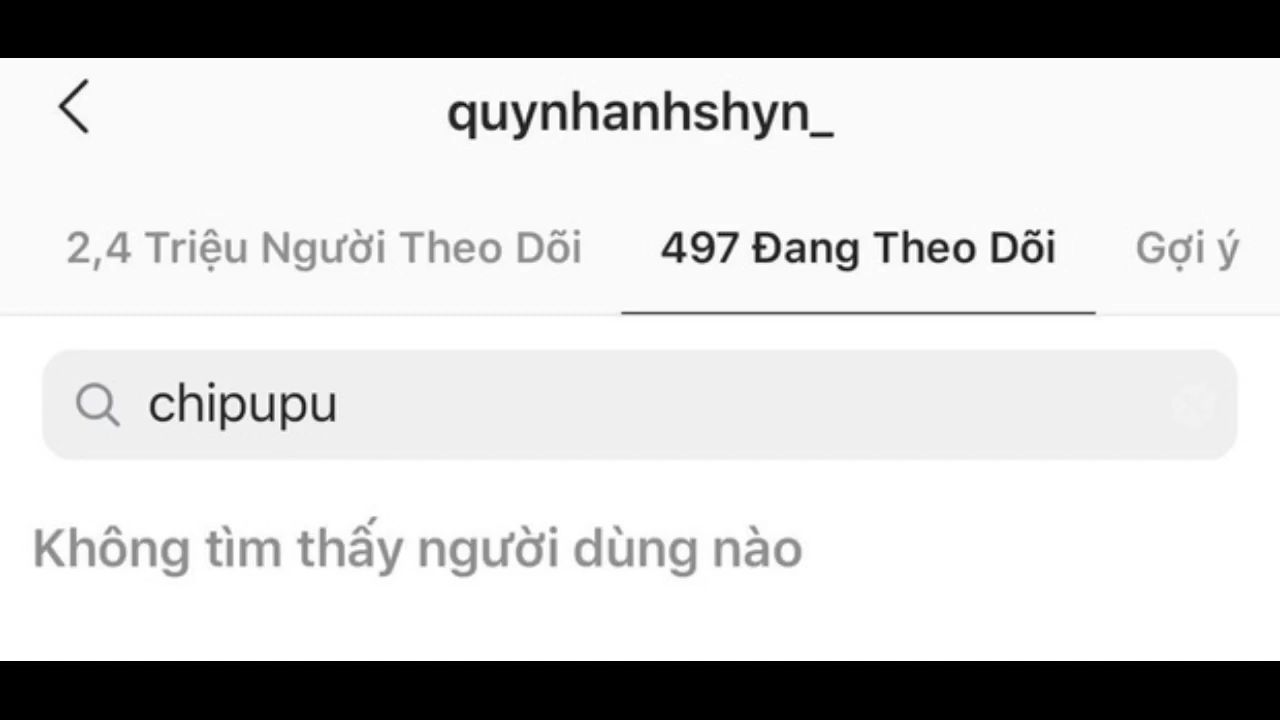 quynhanhshyn_
2,4 Triệu Người Theo Dõi 497 Đang Theo Dõi Gợi ý
chipupu
Không tìm thấy người dùng nào